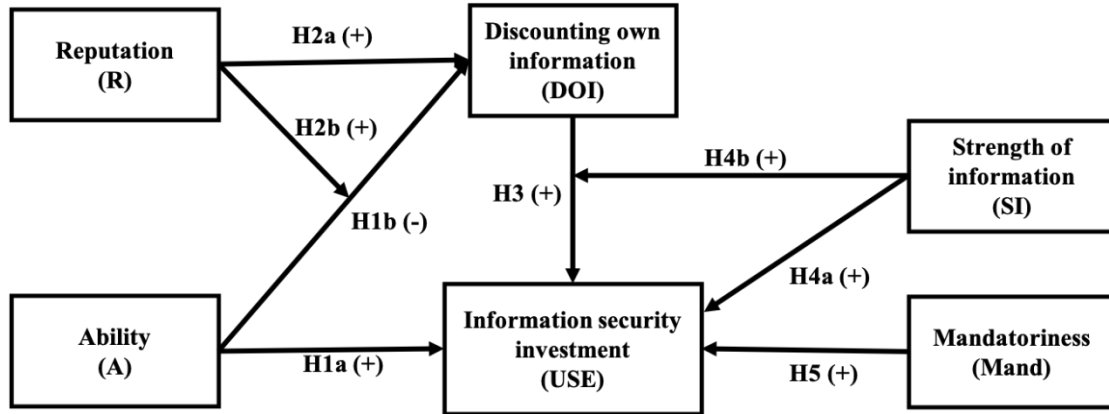 Reputation
(R)
H2a (+)
Discounting own
information
(DOI)
H2b (+)
H4b (+)
Strength of
information
(SI)
H3 (+)
H1b (-)
H4a (+)
Ability
(A)
H1a (+)
Information security
investment
(USE)
H5 (+)
Mandatoriness
(Mand)